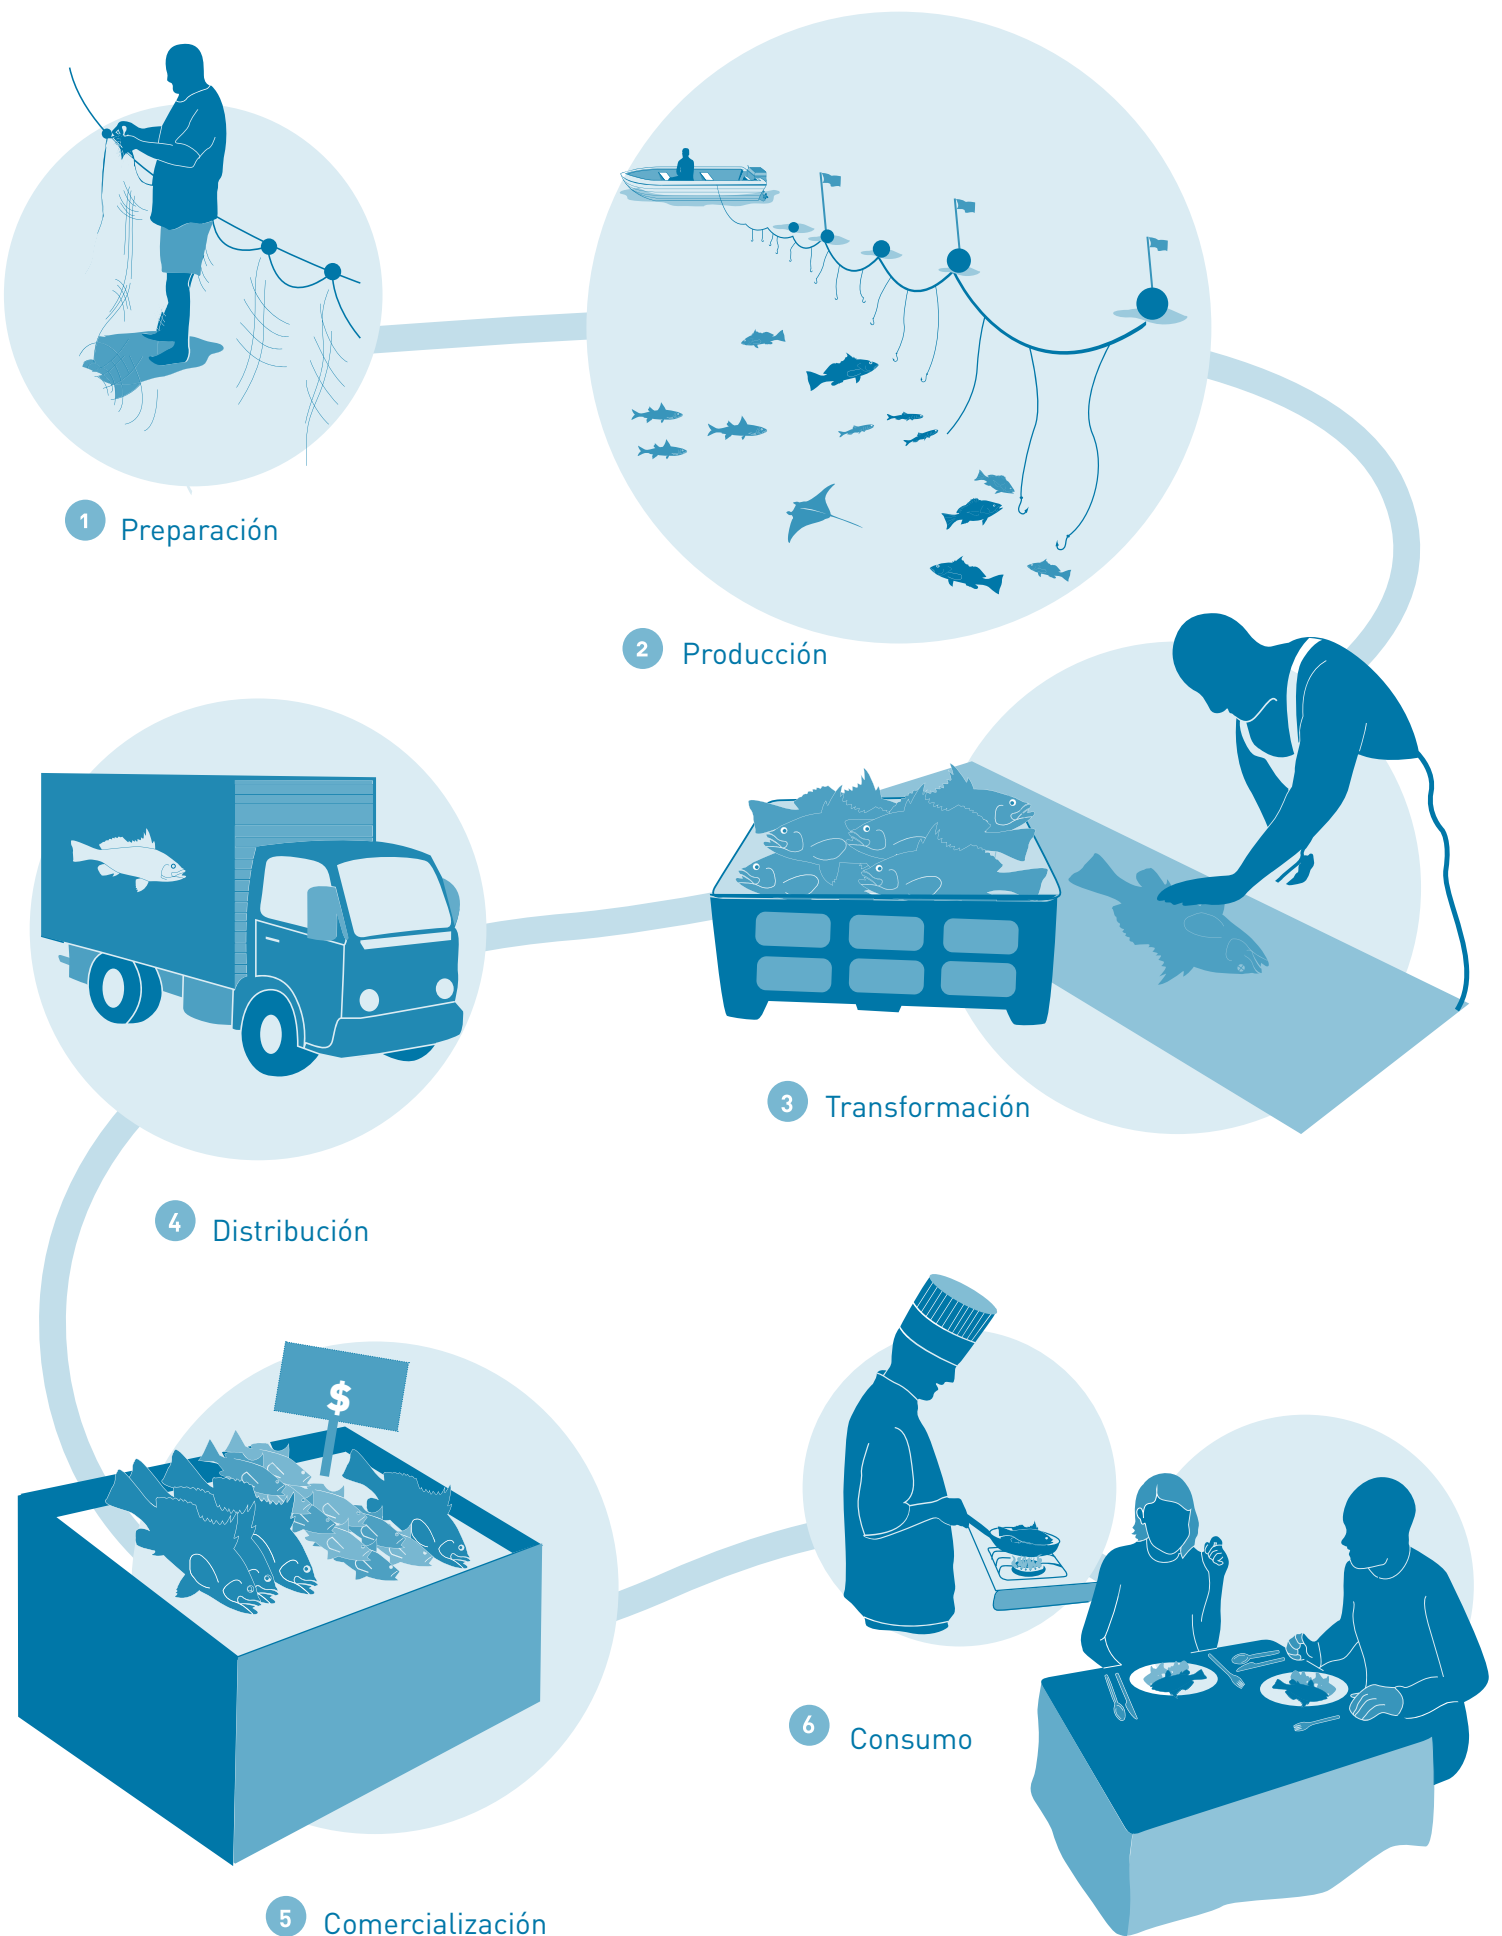 1 Preparación
2 Producción
3 Transformación
4 Distribución
$
5 Comercialización
6 Consumo